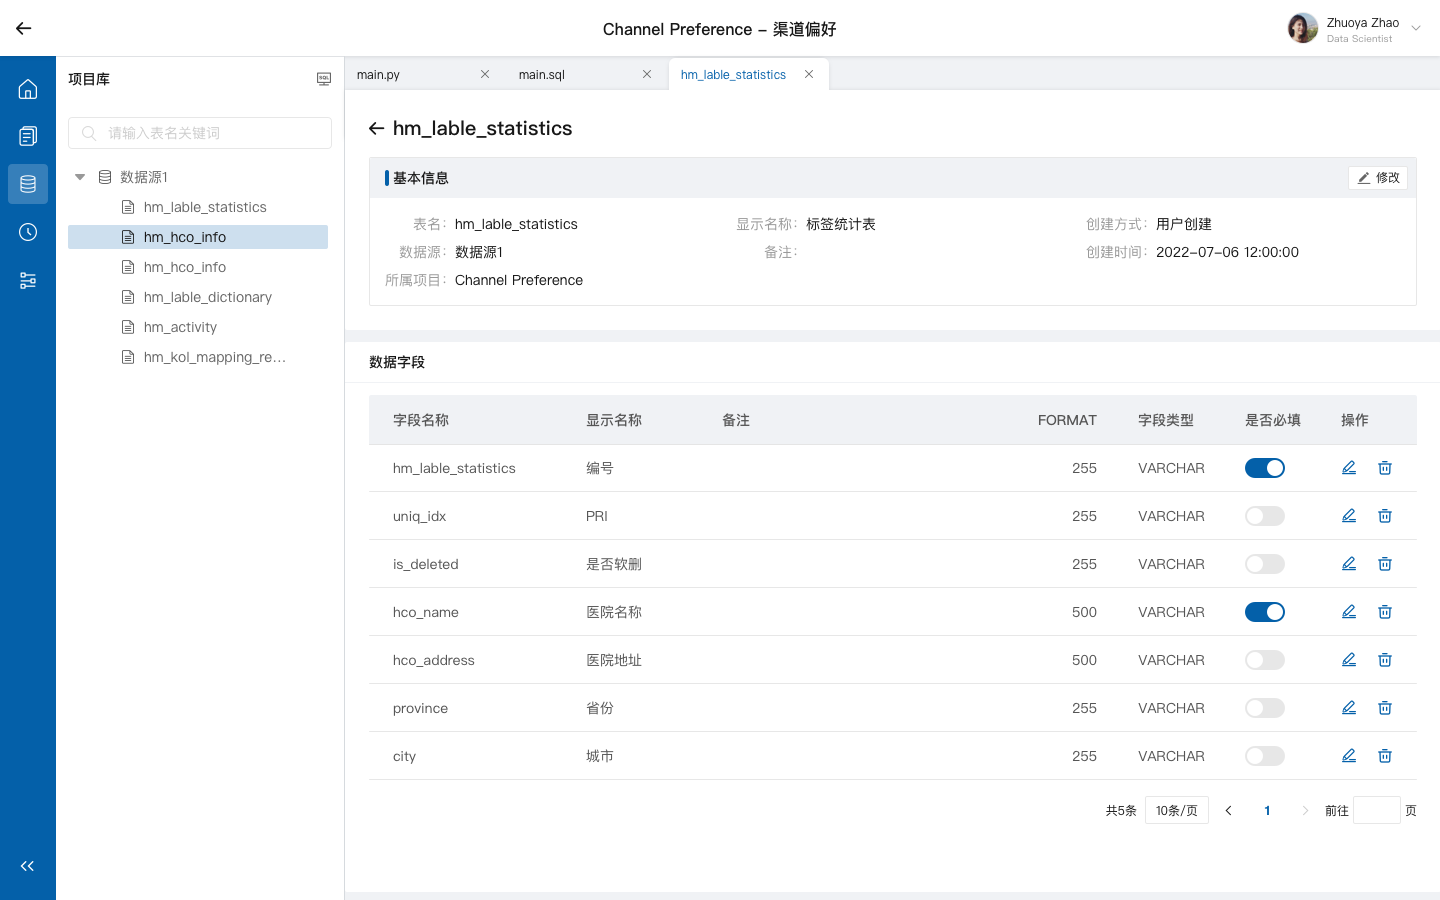 Channel Preference – 渠道偏好
Zhuoya Zhao
Data Scientist
项目库
SQL
请输入表名关键词
数据源1
hm_lable_statistics
hm_hco_info
hm_hco_info
hm_lable_dictionary
hm_activity
hm_kol_mapping_re...
main.py
main.sql
hm_lable_statistics
hm_lable_statistics
基本信息
修改
表名: hm_lable_statistics
显示名称: 标签统计表
创建方式: 用户创建
数据源: 数据源1
备注:
创建时间: 2022-07-06 12:00:00
所属项目: Channel Preference
数据字段
字段名称 显示名称 备注 FORMAT 字段类型 是否必填 操作
hm_lable_statistics 编号 255 VARCHAR
uniq_idx PRI 255 VARCHAR
is_deleted 是否软删 255 VARCHAR
hco_name 医院名称 500 VARCHAR
hco_address 医院地址 500 VARCHAR
province 省份 255 VARCHAR
city 城市 255 VARCHAR
共5条 10条/页 1 前往 页